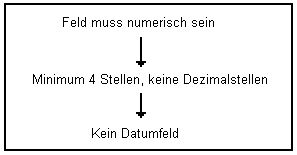 Feld muss numerisch sein
Minimum 4 Stellen, keine Dezimalstellen
Kein Datumfeld